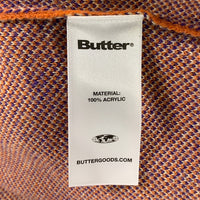 Butter
MATERIAL:
100% ACRYLIC
BUTTERGOODS.COM